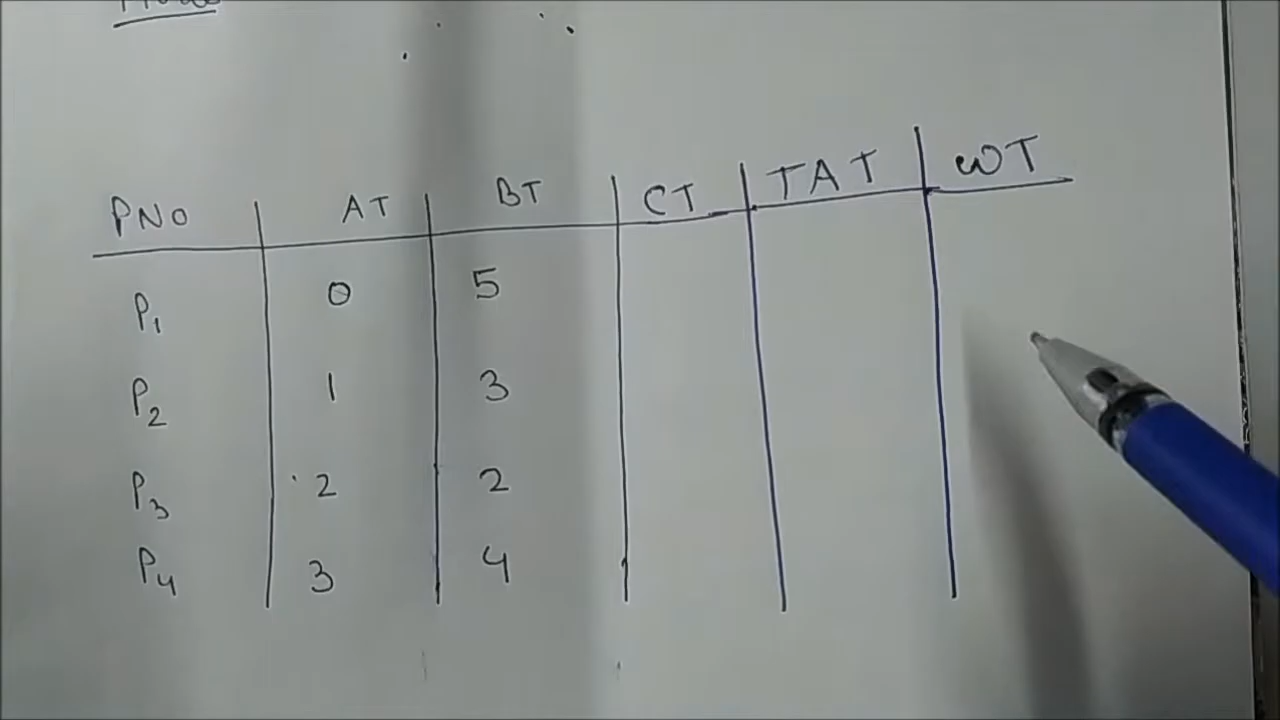 PNO AT BT CT TAT WT
P1 0 5
P2 1 3
P3 2 2
P4 3 4